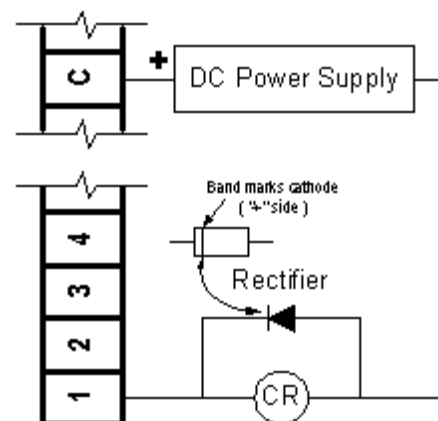 C
+
DC Power Supply
Band marks cathode
( "+" side )
4
3
2
1
Rectifier
CR